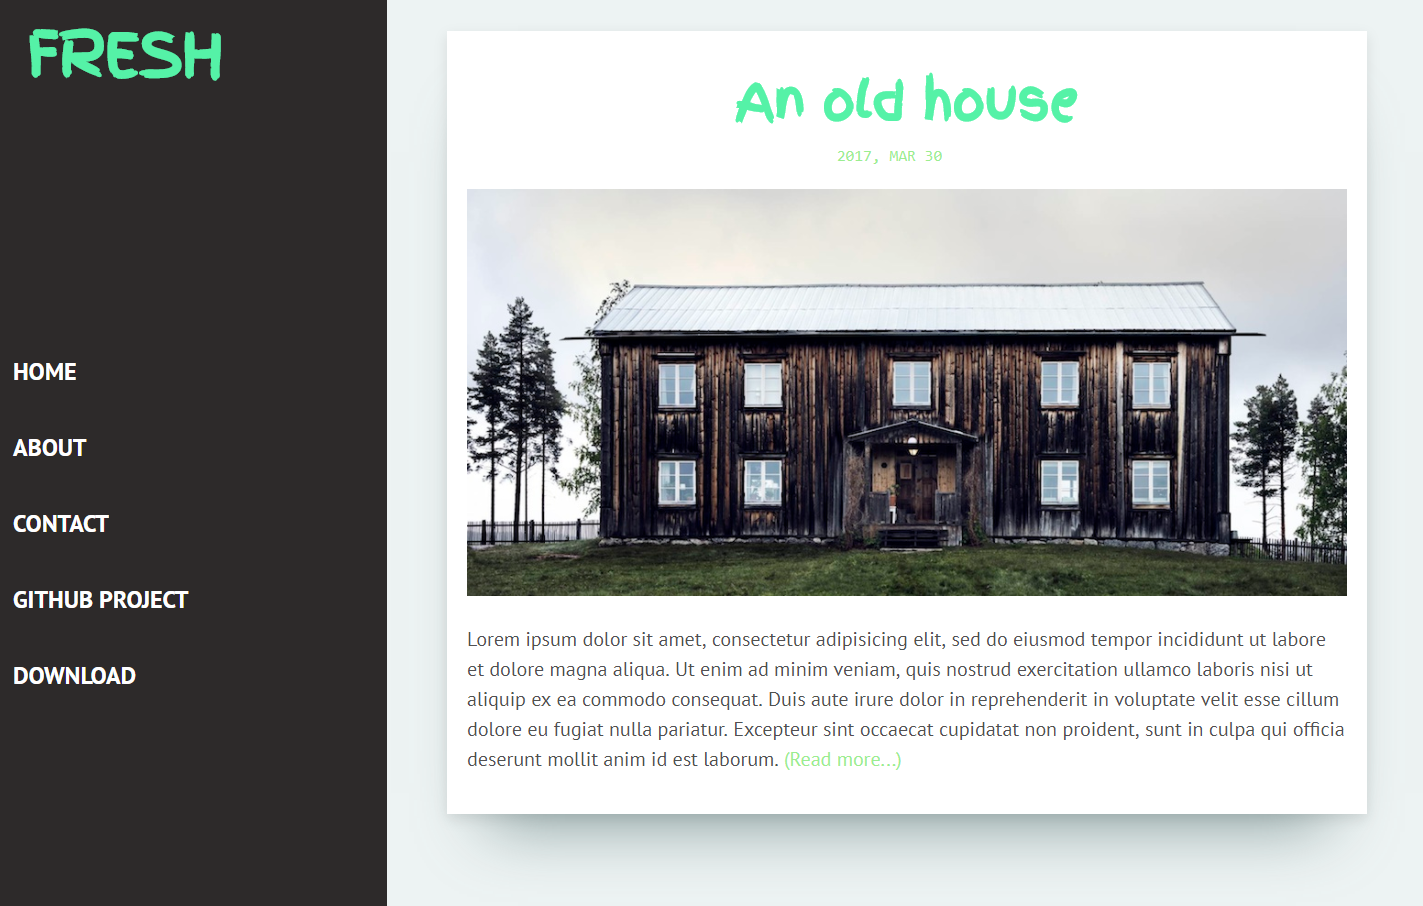 FRESH
HOME
ABOUT
CONTACT
GITHUB PROJECT
DOWNLOAD
An old house
2017, MAR 30
Lorem ipsum dolor sit amet, consectetur adipisicing elit, sed do eiusmod tempor incididunt ut labore
et dolore magna aliqua. Ut enim ad minim veniam, quis nostrud exercitation ullamco laboris nisi ut
aliquip ex ea commodo consequat. Duis aute irure dolor in reprehenderit in voluptate velit esse cillum
dolore eu fugiat nulla pariatur. Excepteur sint occaecat cupidatat non proident, sunt in culpa qui officia
deserunt mollit anim id est laborum. (Read more...)